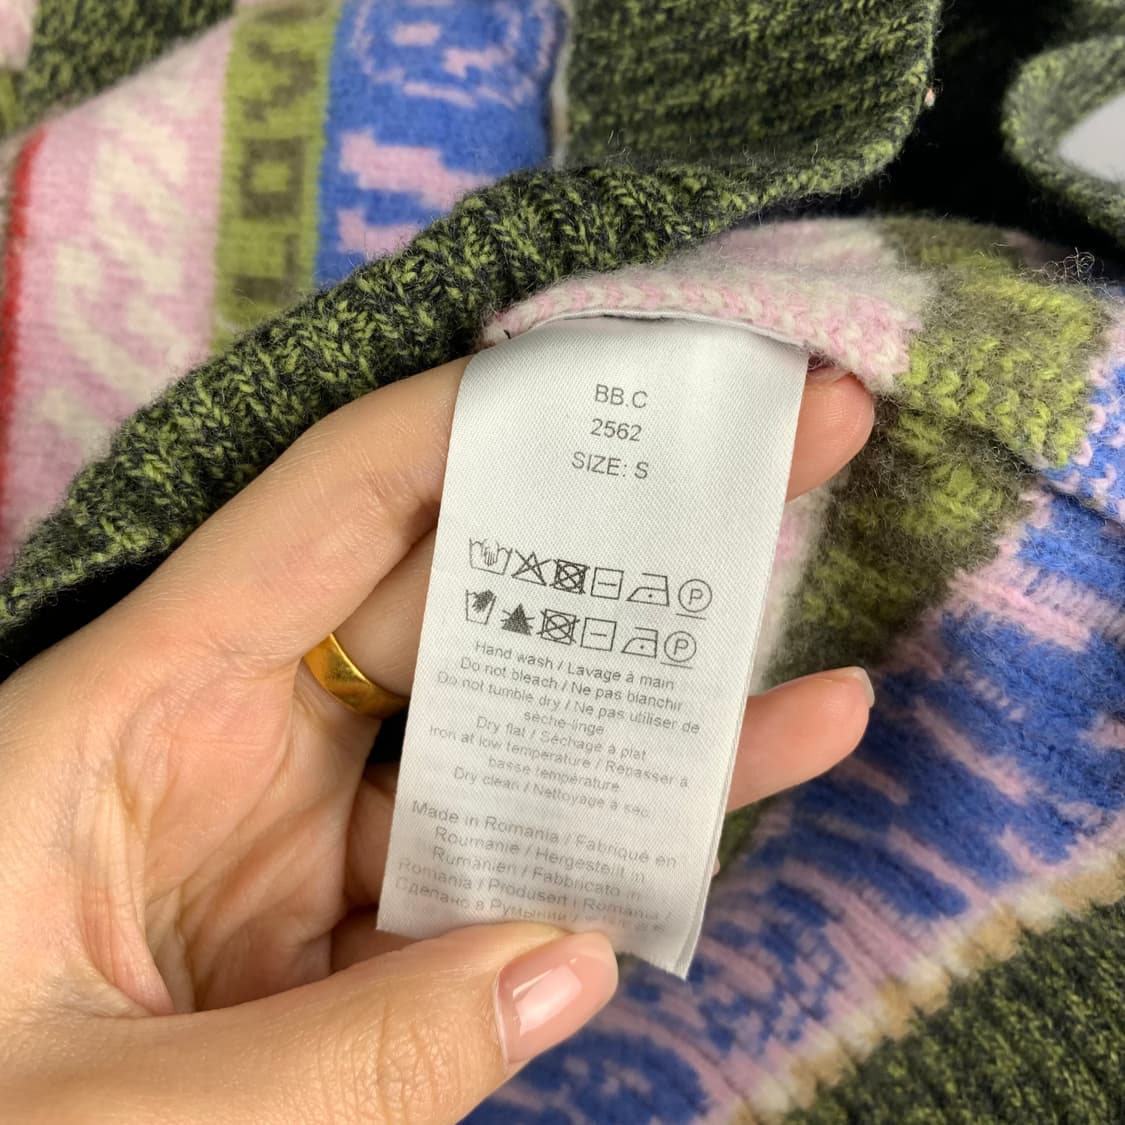 BB.C
2562
SIZE: S
P
P
Hand wash / Lavage à main
Do not bleach / Ne pas blanchir
Do not tumble dry / Ne pas utiliser de
sèche-linge
Dry flat / Séchage à plat
Iron at low temperature / Repasser à
basse température
Dry clean / Nettoyage à sec
Made in Romania / Fabriqué en
Roumanie / Hergestellt in
Rumänien / Fabbricato in
Romania / Produsert i Romania /
Сделано в Румынии /